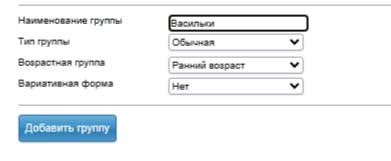 Наименование группы Васильки
Тип группы Обычная
Возрастная группа Ранний возраст
Вариативная форма Нет
Добавить группу